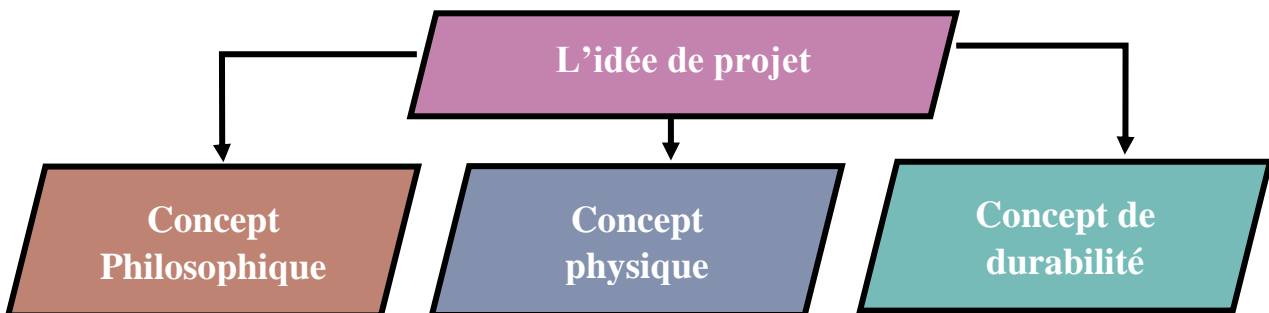 L’idée de projet
Concept
Philosophique
Concept
physique
Concept de
durabilité